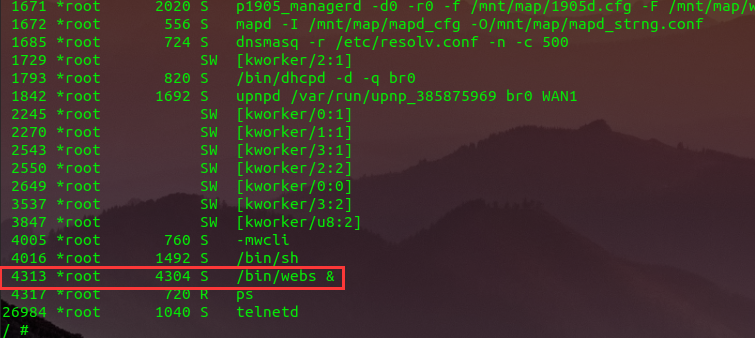 1671 *root      2020 S   p1905_managerd -d0 -r0 -f /mnt/map/1905d.cfg -F /mnt/map/w
1672 *root       556 S   mapd -I /mnt/map/mapd_cfg -O/mnt/map/mapd_strng.conf
1685 *root       724 S   dnsmasq -r /etc/resolv.conf -n -c 500
1729 *root           SW  [kworker/2:1]
1793 *root       820 S   /bin/dhcpd -d -q br0
1842 *root      1692 S   upnpd /var/run/upnp_385875969 br0 WAN1
2245 *root           SW  [kworker/0:1]
2270 *root           SW  [kworker/1:1]
2543 *root           SW  [kworker/3:1]
2550 *root           SW  [kworker/2:2]
2649 *root           SW  [kworker/0:0]
3537 *root           SW  [kworker/3:2]
3847 *root           SW  [kworker/u8:2]
4005 *root       760 S   -mwcli
4016 *root      1492 S   /bin/sh
4313 *root      4304 S   /bin/webs &
4317 *root       720 R   ps
26984 *root      1040 S   telnetd
/ #